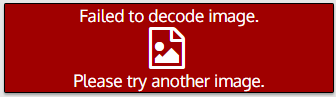 Failed to decode image.
Please try another image.